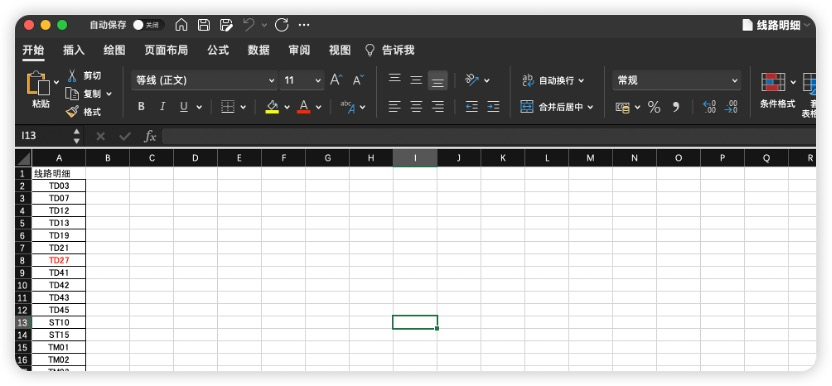 自动保存 关闭 线路明细
开始 插入 绘图 页面布局 公式 数据 审阅 视图 告诉我
粘贴 剪切 复制 格式
等线 (正文) 11 A A
B I U A abc A
ab 自动换行
合并后居中
常规
% 条件格式 套
表格
I13 fx
A B C D E F G H I J K L M N O P Q R
1 线路明细
2 TD03
3 TD07
4 TD12
5 TD13
6 TD19
7 TD21
8 TD27
9 TD41
10 TD42
11 TD43
12 TD45
13 ST10
14 ST15
15 TM01
16 TM02